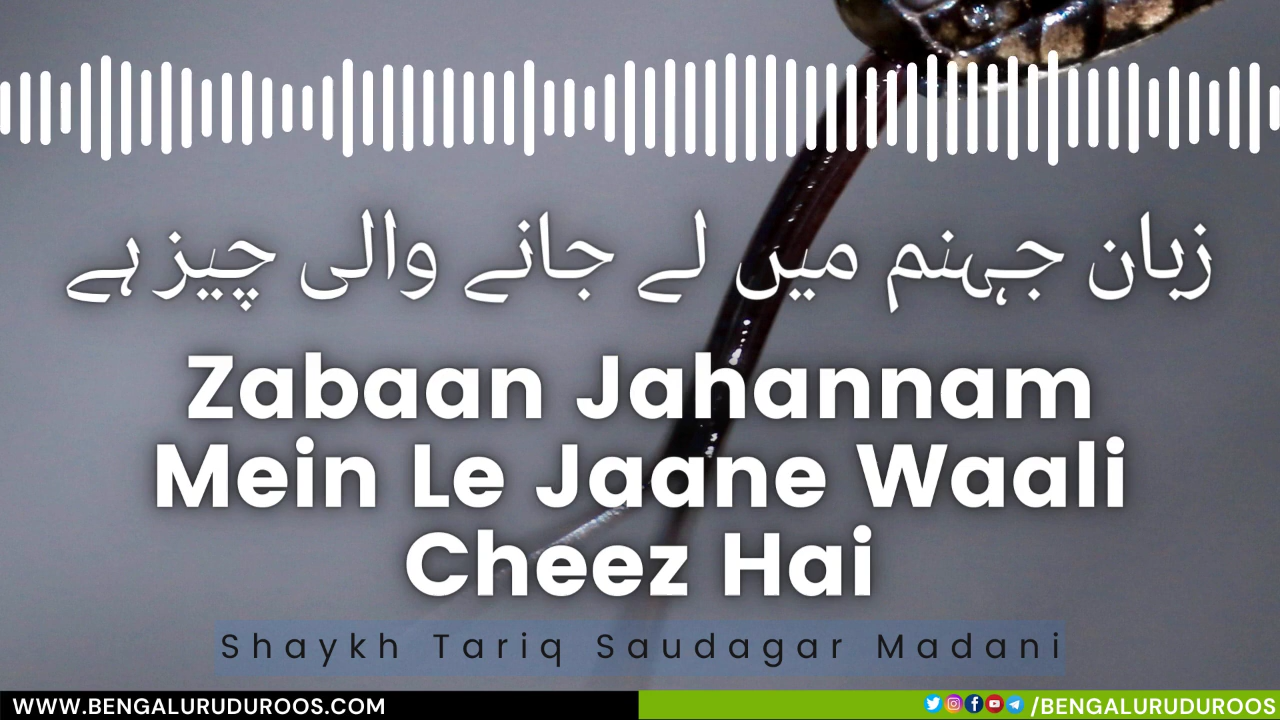 زبان جہنم میں لے جانے والی چیز ہے
Zabaan Jahannam
Mein Le Jaane Waali
Cheez Hai
Shaykh Tariq Saudagar Madani
WWW.BENGALURUDUROOS.COM
/BENGALURUDUROOS